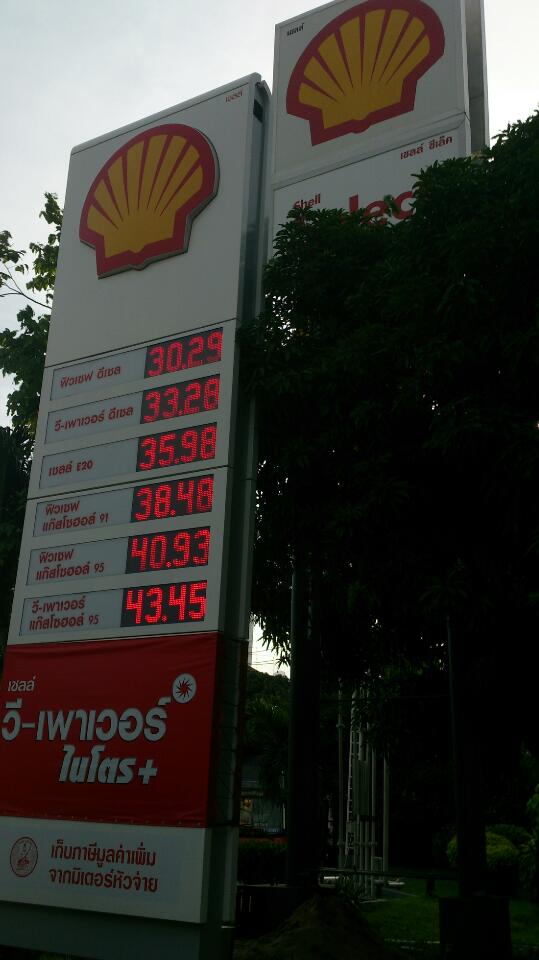 เชลล์
เชลล์
เชลล์ ซีเล็ค
Shell
ฟิวเซฟ ดีเซล 30.29
วี-เพาเวอร์ ดีเซล 33.28
เชลล์ E20 35.98
ฟิวเซฟ
แก๊สโซฮอล์ 91 38.48
ฟิวเซฟ
แก๊สโซฮอล์ 95 40.93
วี-เพาเวอร์
แก๊สโซฮอล์ 95 43.45
เชลล์
วี-เพาเวอร์
ไนโตร+
เก็บภาษีมูลค่าเพิ่ม
จากมิเตอร์หัวจ่าย